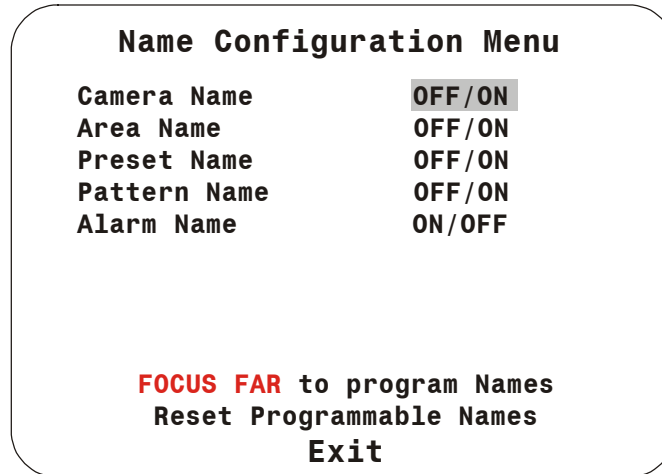 Name Configuration Menu
Camera Name OFF/ON
Area Name OFF/ON
Preset Name OFF/ON
Pattern Name OFF/ON
Alarm Name ON/OFF
FOCUS FAR to program Names
Reset Programmable Names
Exit